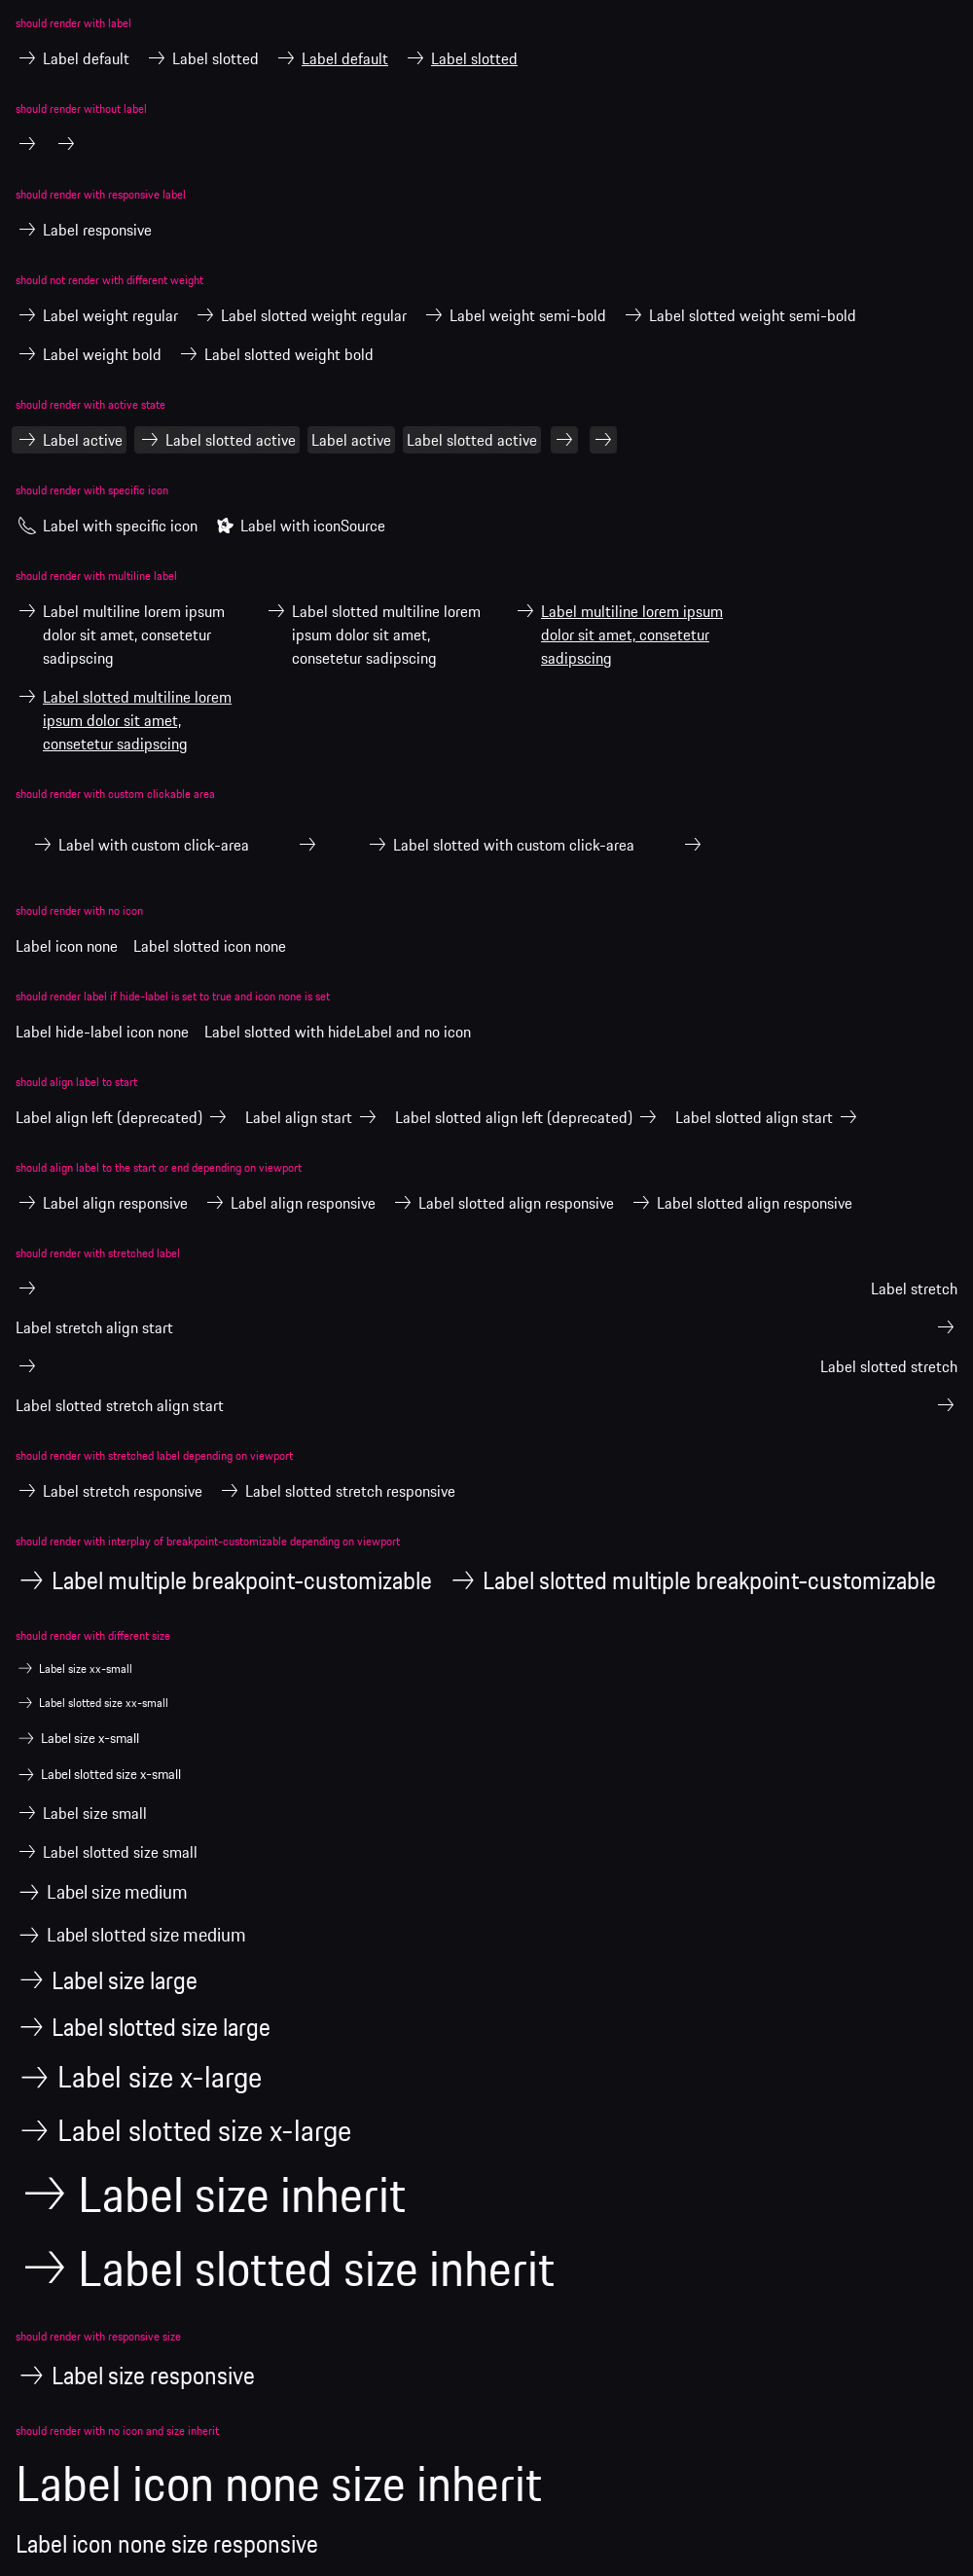 should render with label
Label default Label slotted Label default Label slotted
should render without label
should render with responsive label
Label responsive
should not render with different weight
Label weight regular Label slotted weight regular Label weight semi-bold Label slotted weight semi-bold
Label weight bold Label slotted weight bold
should render with active state
Label active Label slotted active Label active Label slotted active
should render with specific icon
Label with specific icon Label with iconSource
should render with multiline label
Label multiline lorem ipsum
dolor sit amet, consetetur
sadipscing
Label slotted multiline lorem
ipsum dolor sit amet,
consetetur sadipscing
Label multiline lorem ipsum
dolor sit amet, consetetur
sadipscing
Label slotted multiline lorem
ipsum dolor sit amet,
consetetur sadipscing
should render with custom clickable area
Label with custom click-area Label slotted with custom click-area
should render with no icon
Label icon none Label slotted icon none
should render label if hide-label is set to true and icon none is set
Label hide-label icon none Label slotted with hideLabel and no icon
should align label to start
Label align left (deprecated) Label align start Label slotted align left (deprecated) Label slotted align start
should align label to the start or end depending on viewport
Label align responsive Label align responsive Label slotted align responsive Label slotted align responsive
should render with stretched label
Label stretch
Label stretch align start
Label slotted stretch
Label slotted stretch align start
should render with stretched label depending on viewport
Label stretch responsive Label slotted stretch responsive
should render with interplay of breakpoint-customizable depending on viewport
Label multiple breakpoint-customizable Label slotted multiple breakpoint-customizable
should render with different size
Label size xx-small
Label slotted size xx-small
Label size x-small
Label slotted size x-small
Label size small
Label slotted size small
Label size medium
Label slotted size medium
Label size large
Label slotted size large
Label size x-large
Label slotted size x-large
Label size inherit
Label slotted size inherit
should render with responsive size
Label size responsive
should render with no icon and size inherit
Label icon none size inherit
Label icon none size responsive